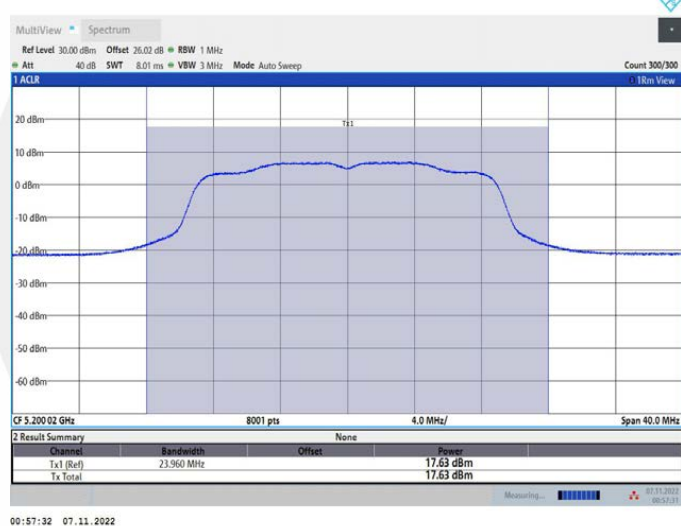 MultiView Spectrum
Ref Level 30.00 dBm Offset 26.02 dB RBW 1 MHz
Att 40 dB SWT 8.01 ms VBW 3 MHz Mode Auto Sweep Count 300/300
1 ACLR 1Rm View
Tx1
20 dBm
10 dBm
0 dBm
-10 dBm
-20 dBm
-30 dBm
-40 dBm
-50 dBm
-60 dBm
CF 5.200 02 GHz 8001 pts 4.0 MHz/ Span 40.0 MHz
2 Result Summary None
Channel Bandwidth Offset Power
Tx1 (Ref) 23.960 MHz 17.63 dBm
Tx Total 17.63 dBm
Measuring... 07.11.2022
00:57:31
00:57:32 07.11.2022